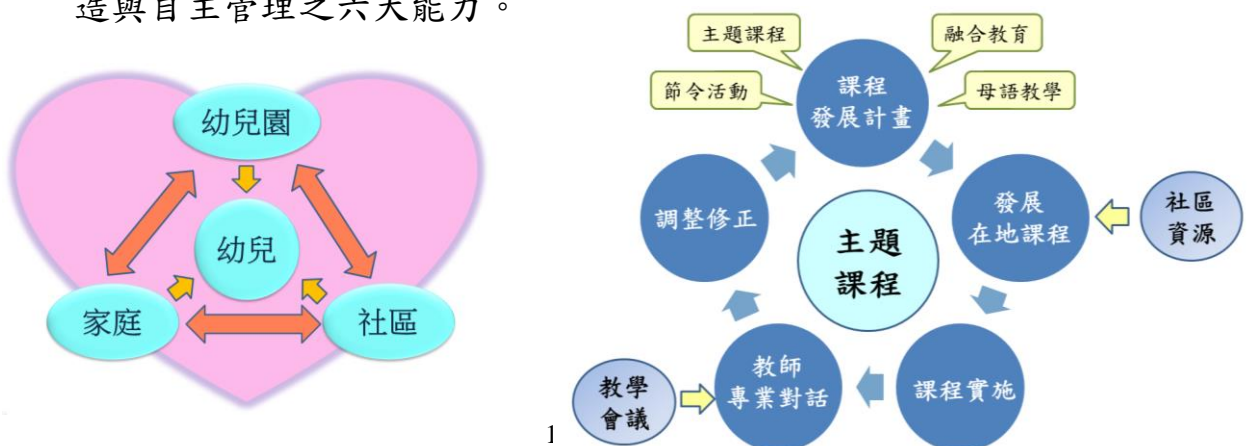 造與自主管理之六大能力。
幼兒園
幼兒
家庭
社區
主題課程
融合教育
節令活動
母語教學
課程
發展計畫
調整修正
發展
在地課程
社區
資源
主題
課程
教師
專業對話
課程實施
教學
會議
1